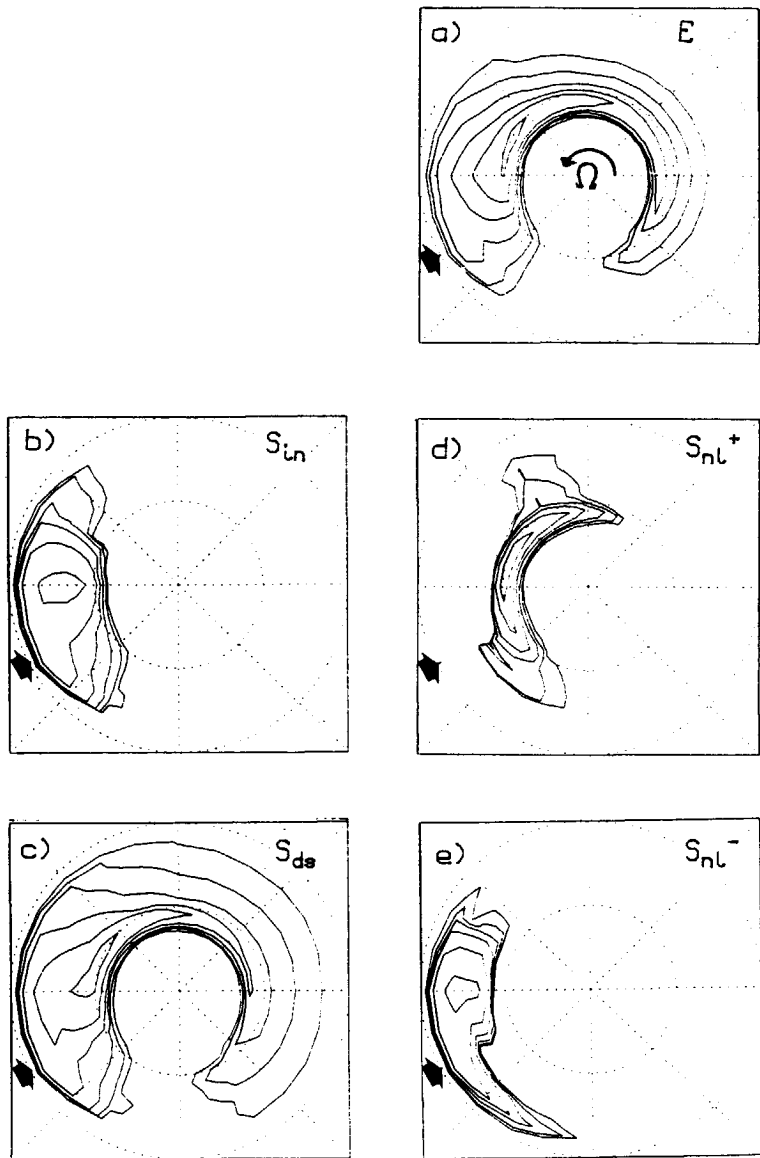 a) E
Ω
b) S_in
d) S_nl^+
c) S_ds
e) S_nl^-